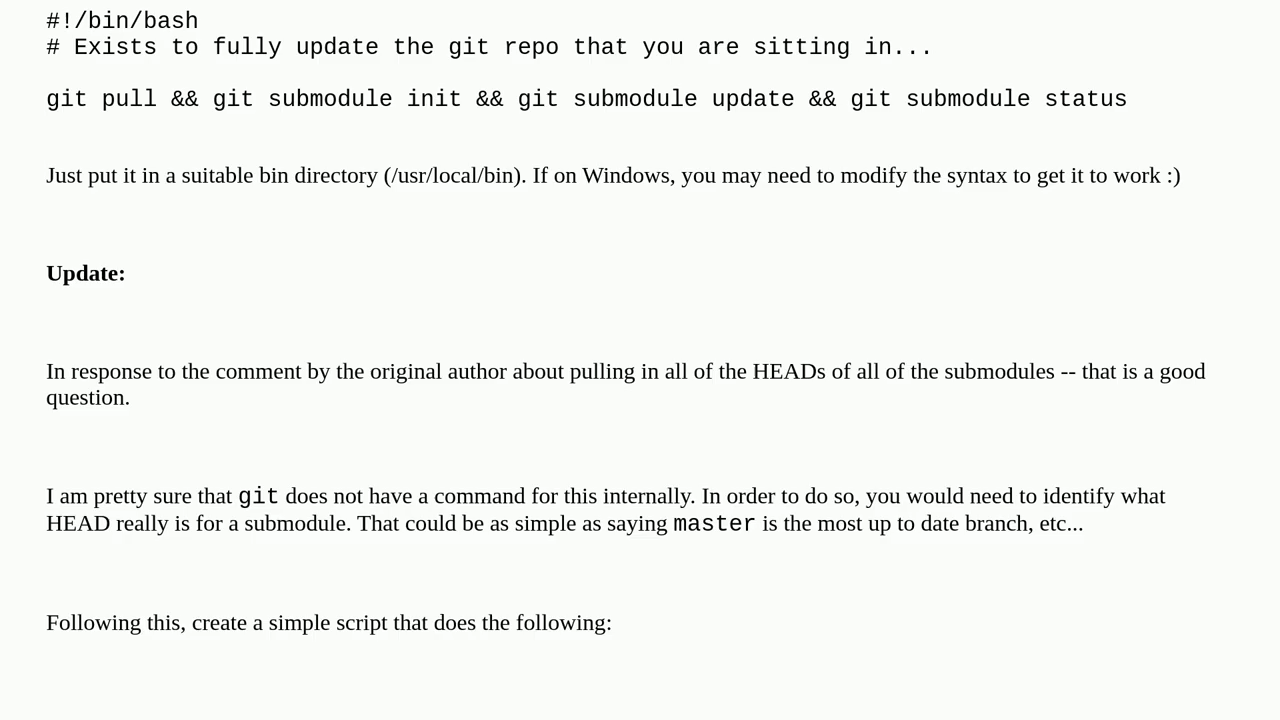 #!/bin/bash
# Exists to fully update the git repo that you are sitting in...
git pull && git submodule init && git submodule update && git submodule status
Just put it in a suitable bin directory (/usr/local/bin). If on Windows, you may need to modify the syntax to get it to work :)
Update:
In response to the comment by the original author about pulling in all of the HEADs of all of the submodules -- that is a good
question.
I am pretty sure that git does not have a command for this internally. In order to do so, you would need to identify what
HEAD really is for a submodule. That could be as simple as saying master is the most up to date branch, etc...
Following this, create a simple script that does the following: